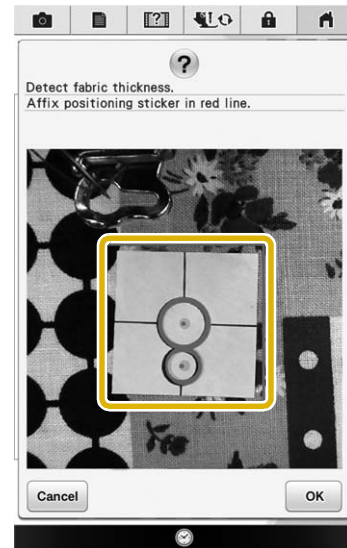 ?
?
Detect fabric thickness.
Affix positioning sticker in red line.
Cancel
OK